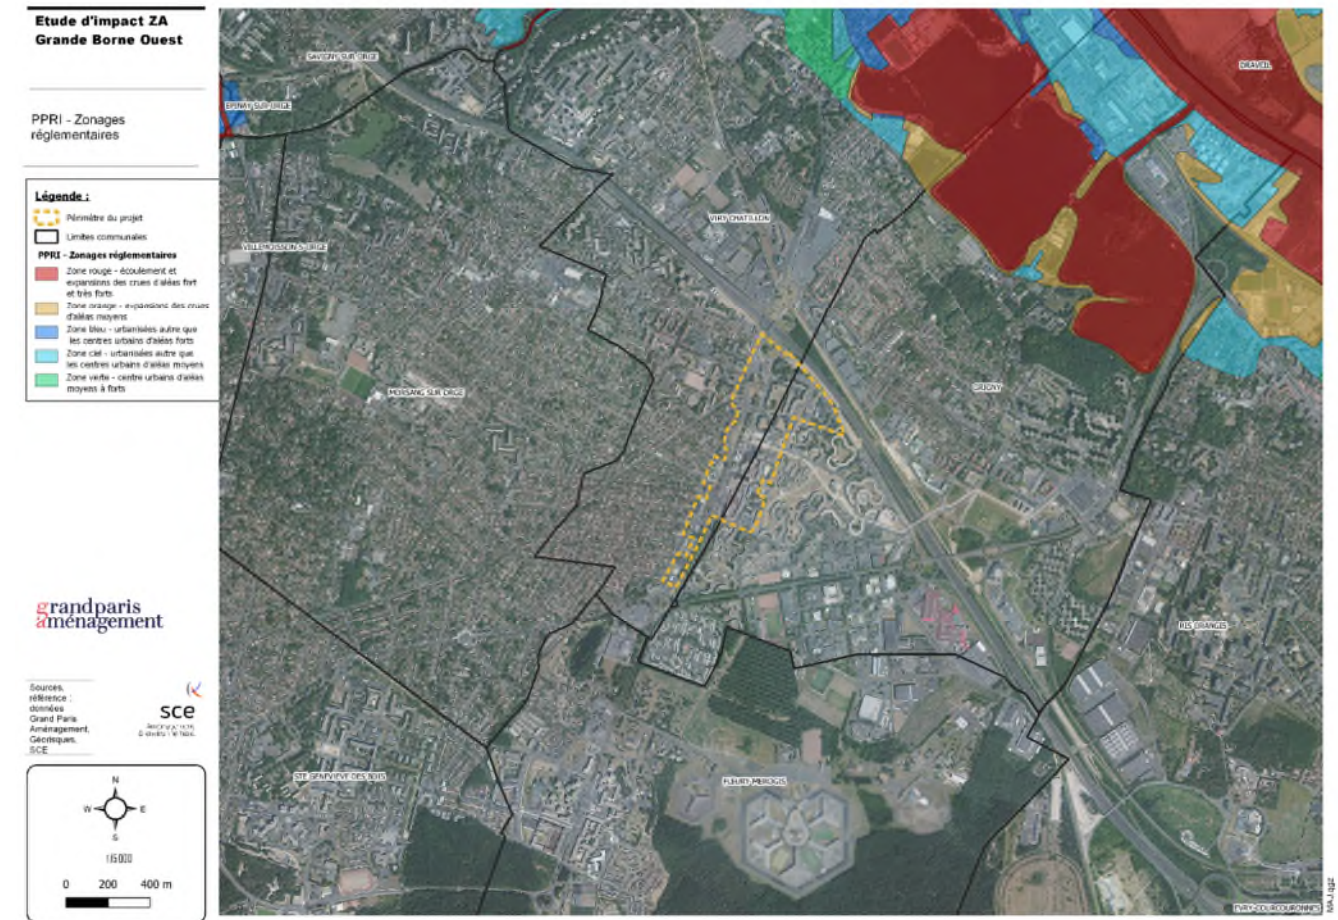 Etude d'impact ZA
Grande Borne Ouest
PPRI - Zonages
réglementaires
Légende :
Périmètre du projet
Limites communales
PPRI - Zonages réglementaires
Zone rouge - écoulement et
expansions des crues d'aléas fort
et très forts
Zone orange - expansions des crues
d'aléas moyens
Zone bleu - urbanisées autre que
les centres urbains d'aléas forts
Zone ciel - urbanisées autre que
les centres urbains d'aléas moyens
Zone verte - centre urbains d'aléas
moyens à forts
grandparis
aménagement
Sources,
référence :
données
Grand Paris
Aménagement,
Géorisques,
SCE
sce
N
W
E
S
0 200 400 m
SAVIGNY SUR ORGE
EPINAY SUR ORGE
DRAVEIL
VIRY CHATILLON
VILLEMOISSON S ORGE
MORSANG SUR ORGE
GRIGNY
RIS ORANGIS
STE GENEVIEVE DES BOIS
FLEURY-MEROGIS
EVRY-COURCOURONNES